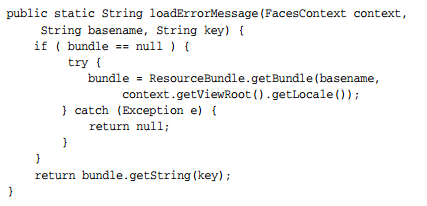 public static String loadErrorMessage(FacesContext context,
String basename, String key) {
if ( bundle == null ) {
try {
bundle = ResourceBundle.getBundle(basename,
context.getViewRoot().getLocale());
} catch (Exception e) {
return null;
}
}
return bundle.getString(key);
}